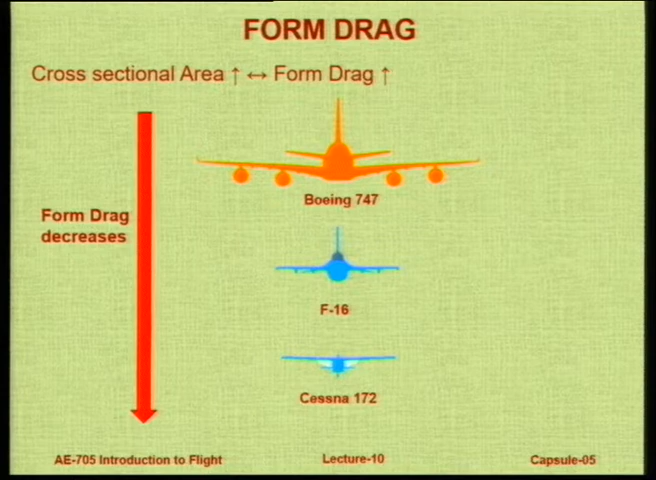 FORM DRAG
Cross sectional Area ↑ ↔ Form Drag ↑
Boeing 747
Form Drag
decreases
F-16
Cessna 172
AE-705 Introduction to Flight
Lecture-10
Capsule-05